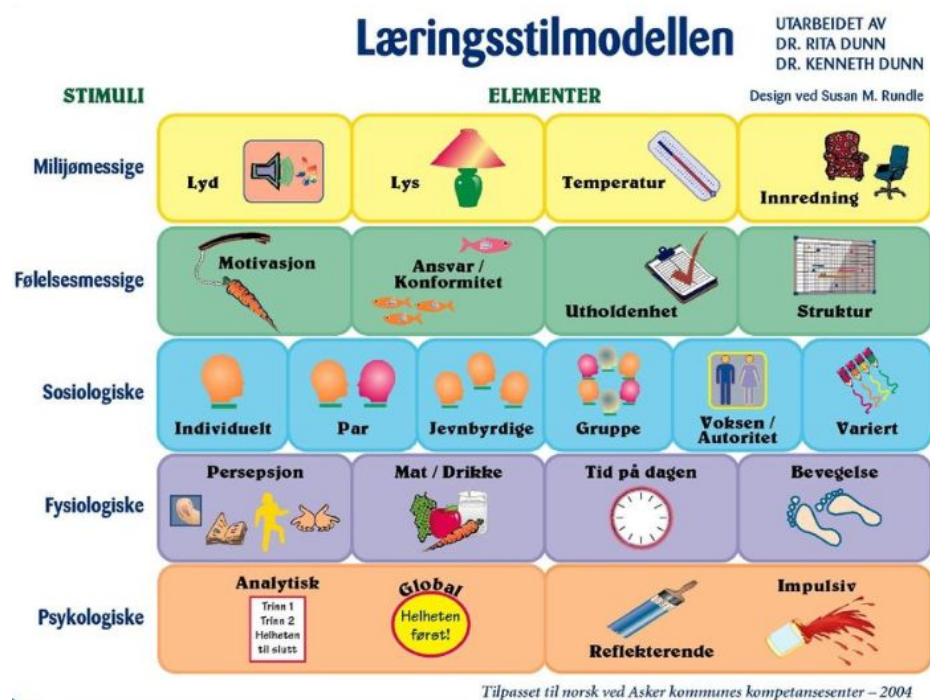 Læringsstilmodellen
UTARBEIDET AV
DR. RITA DUNN
DR. KENNETH DUNN
Design ved Susan M. Rundle
STIMULI
ELEMENTER
Milijømessige
Lyd
Lys
Temperatur
Innredning
Følelsesmessige
Motivasjon
Ansvar /
Konformitet
Utholdenhet
Struktur
Sosiologiske
Individuelt
Par
Jevnbyrdige
Gruppe
Voksen /
Autoritet
Variert
Fysiologiske
Persepsjon
Mat / Drikke
Tid på dagen
Bevegelse
Psykologiske
Analytisk
Trinn 1
Trinn 2
Helheten
til slutt
Global
Helheten
først!
Reflekterende
Impulsiv
Tilpasset til norsk ved Asker kommunes kompetansesenter – 2004